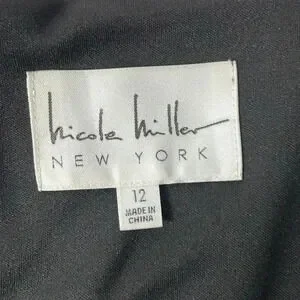 Nicole Miller
NEW YORK
12
MADE IN
CHINA